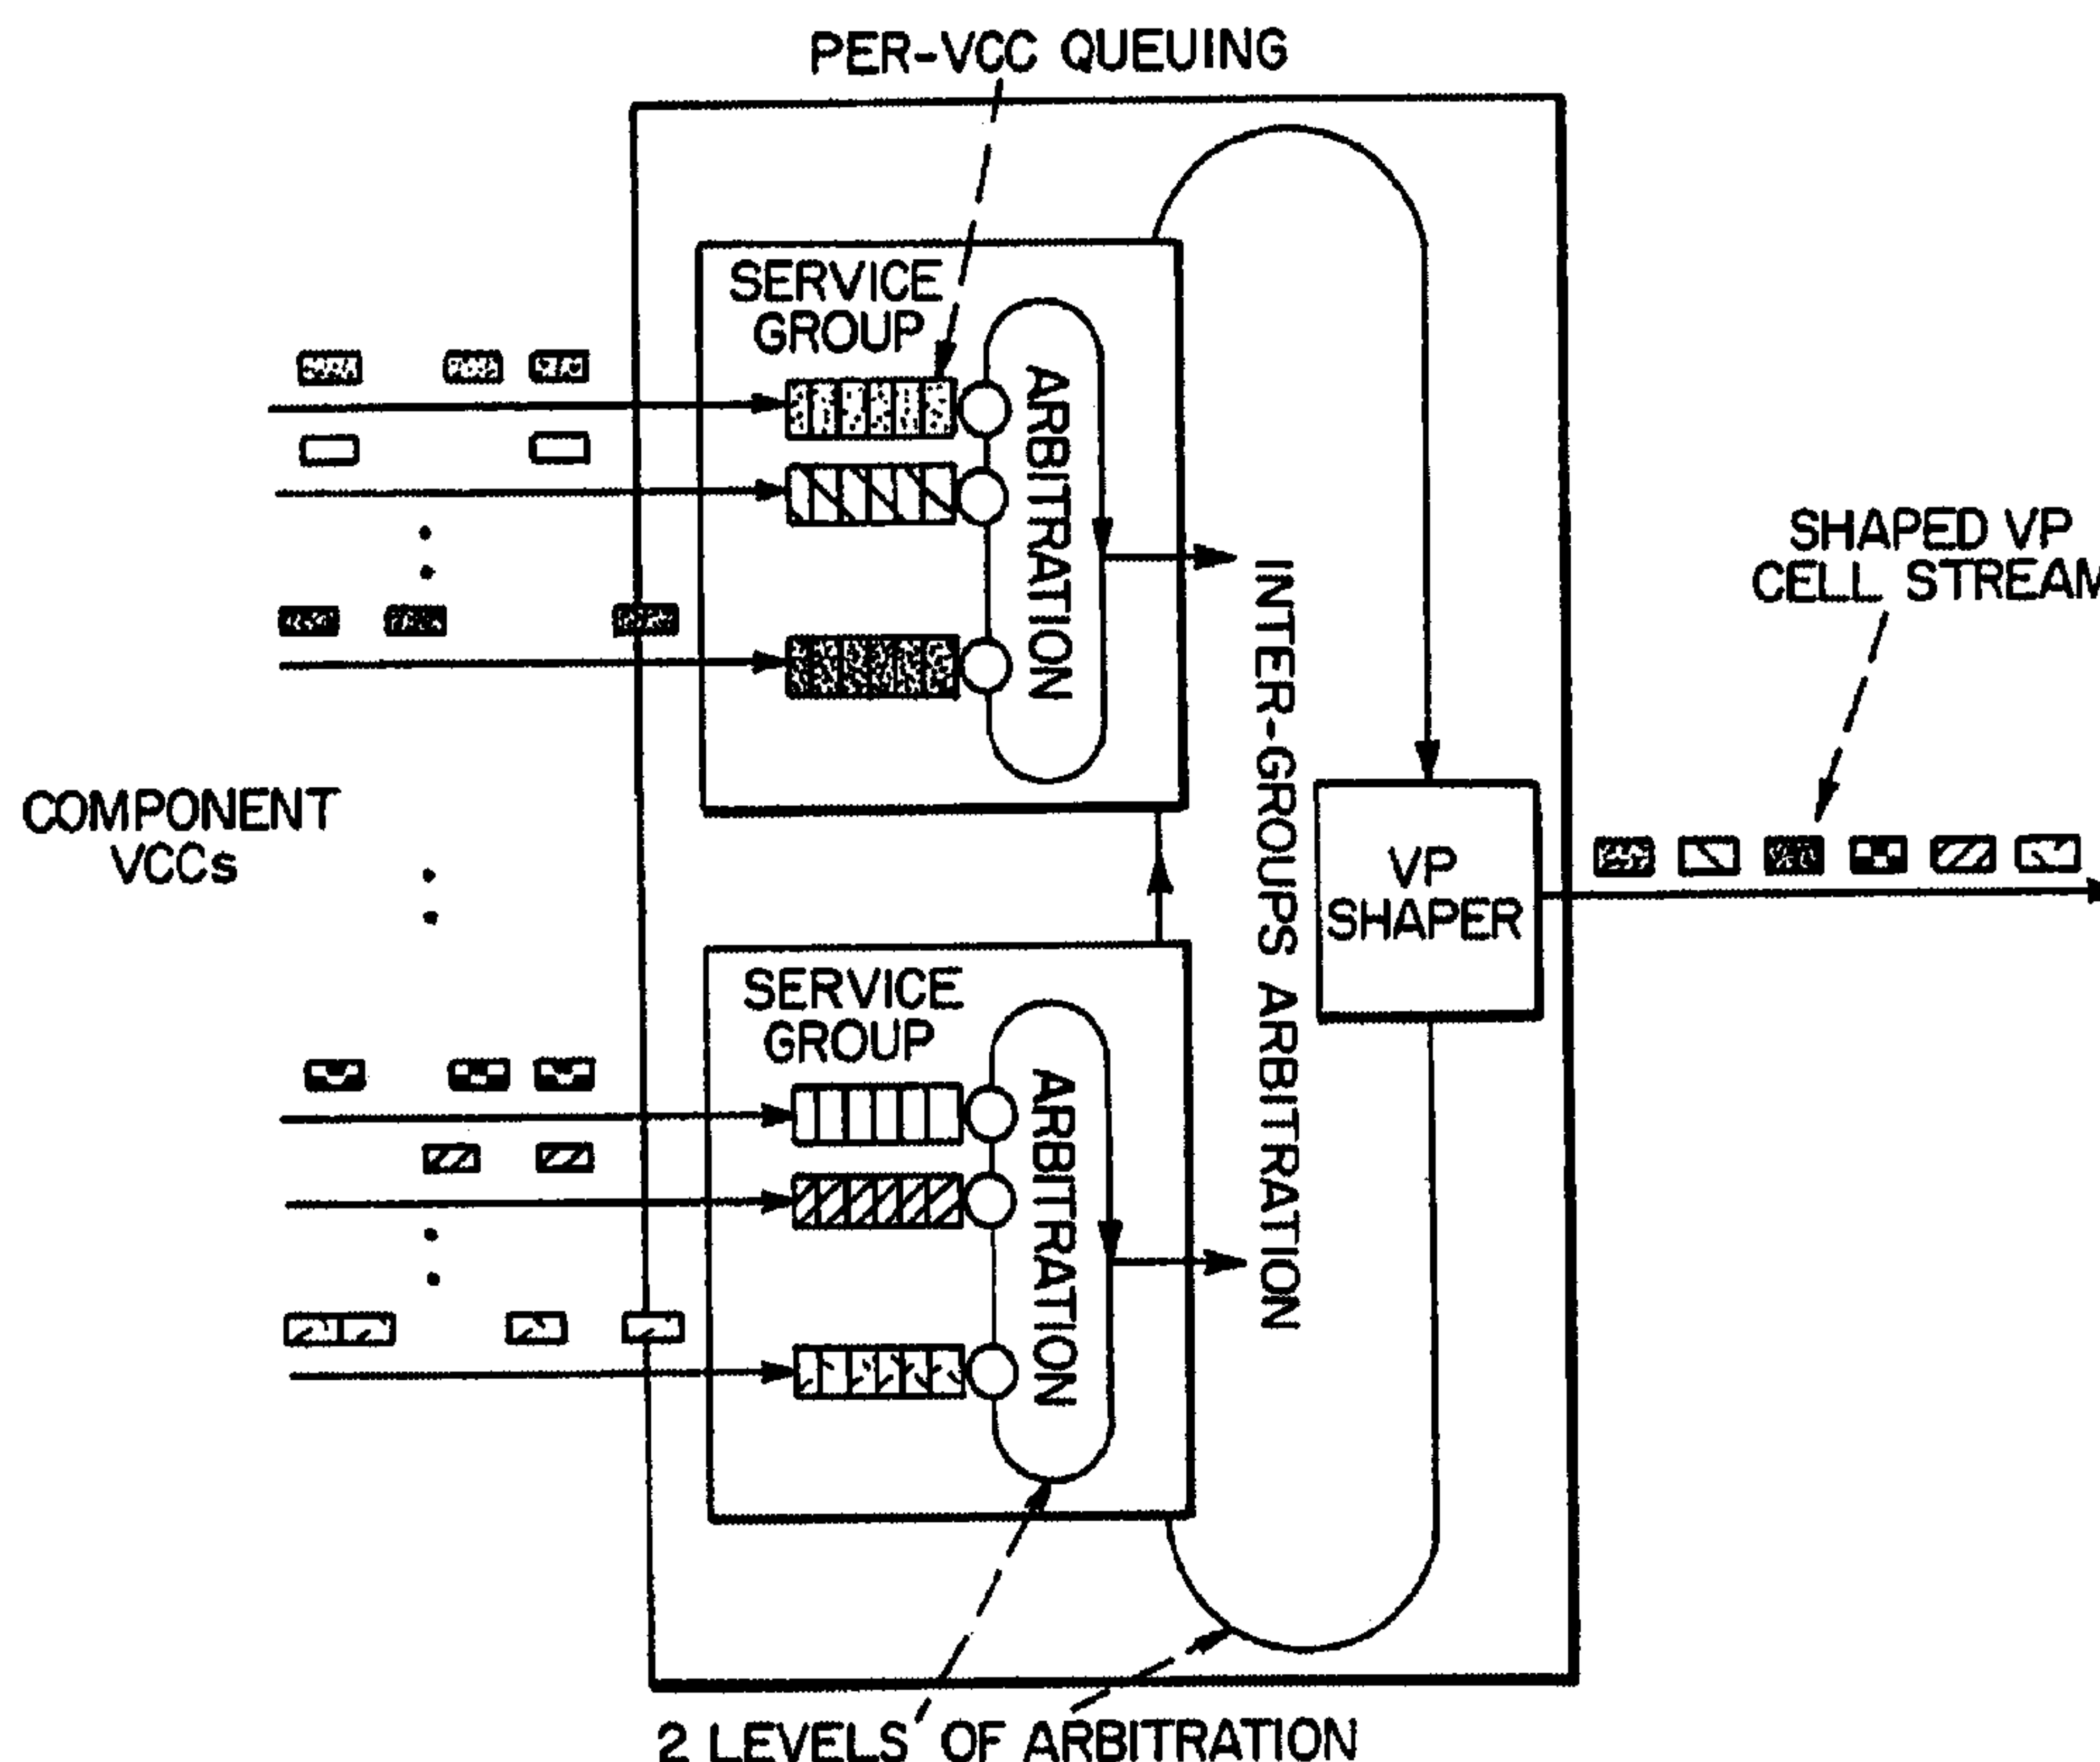 PER-VCC QUEUING
SERVICE
GROUP
ARBITRATION
INTER-GROUPS ARBITRATION
SHAPED VP
CELL STREAM
COMPONENT
VCCs
VP
SHAPER
SERVICE
GROUP
ARBITRATION
2 LEVELS OF ARBITRATION